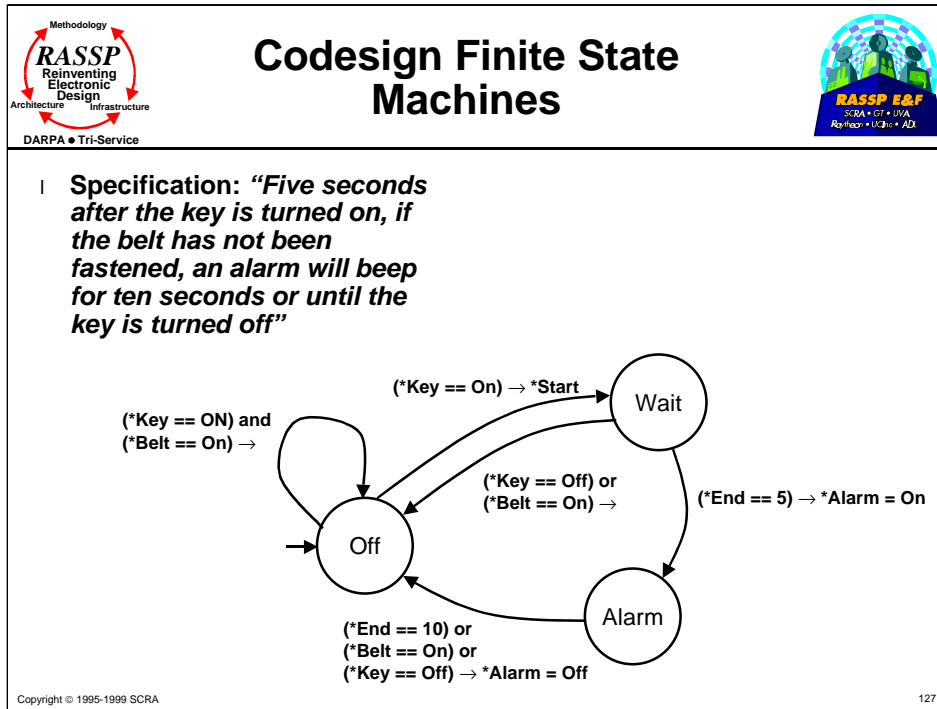 Methodology
RASSP
Reinventing
Electronic
Design
Architecture
Infrastructure
DARPA ● Tri-Service
Codesign Finite State
Machines
RASSP E&F
SCRA • GT • UVA
Raytheon • UCinc • ADL
l Specification: “Five seconds
after the key is turned on, if
the belt has not been
fastened, an alarm will beep
for ten seconds or until the
key is turned off”
(*Key == On) → *Start
Wait
(*Key == ON) and
(*Belt == On) →
(*Key == Off) or
(*Belt == On) →
(*End == 5) → *Alarm = On
Off
Alarm
(*End == 10) or
(*Belt == On) or
(*Key == Off) → *Alarm = Off
Copyright © 1995-1999 SCRA
127